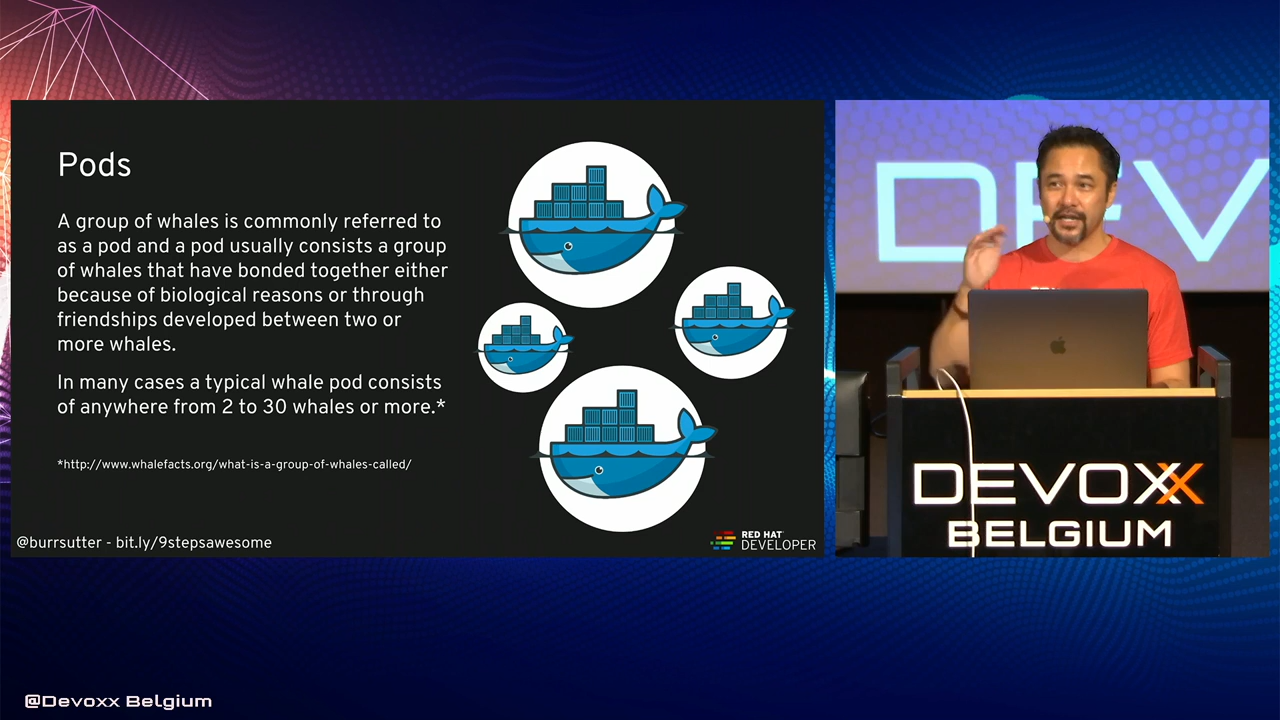 Pods
A group of whales is commonly referred to
as a pod and a pod usually consists a group
of whales that have bonded together either
because of biological reasons or through
friendships developed between two or
more whales.
In many cases a typical whale pod consists
of anywhere from 2 to 30 whales or more.*
*http://www.whalefacts.org/what-is-a-group-of-whales-called/
@burrsutter - bit.ly/9stepsawesome
RED HAT
DEVELOPER
DEV
DEVOXX
BELGIUM
@Devoxx Belgium